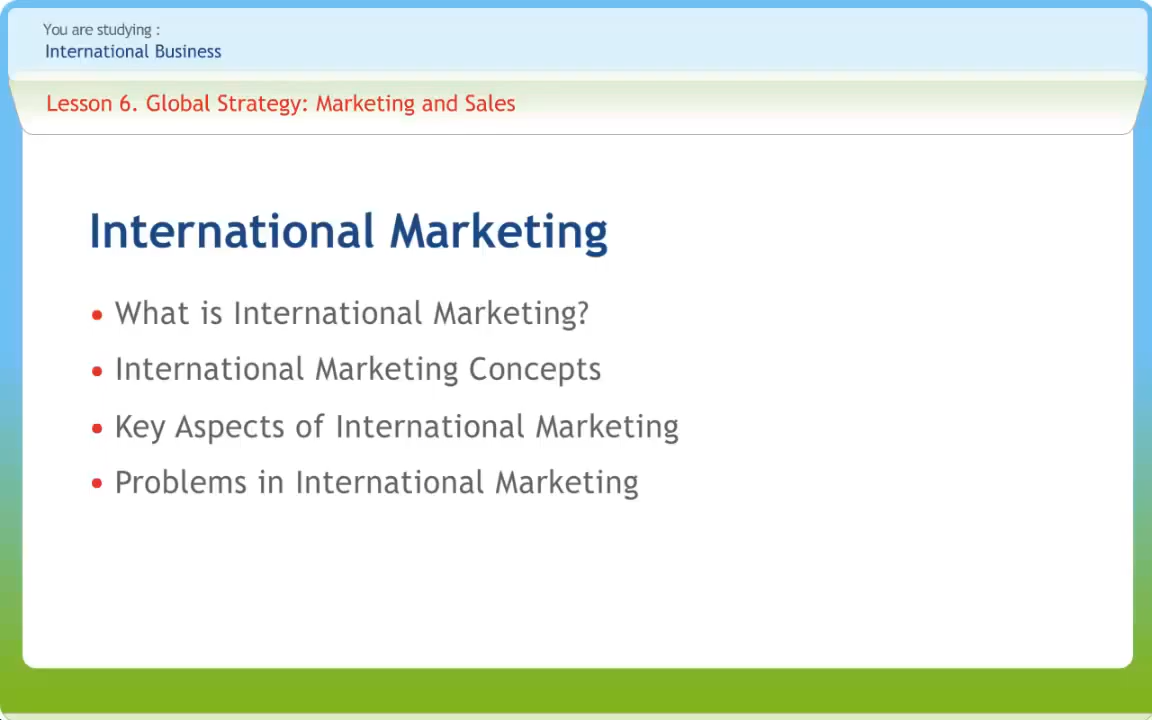 You are studying :
International Business
Lesson 6. Global Strategy: Marketing and Sales
International Marketing
• What is International Marketing?
• International Marketing Concepts
• Key Aspects of International Marketing
• Problems in International Marketing